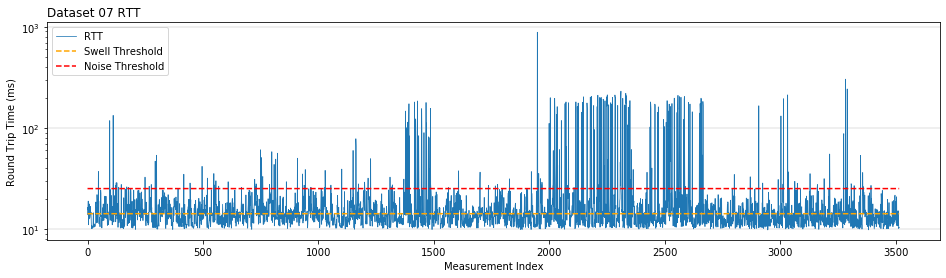 Dataset 07 RTT
RTT
Swell Threshold
Noise Threshold
Round Trip Time (ms)
10³
10²
10¹
0
500
1000
1500
2000
2500
3000
3500
Measurement Index